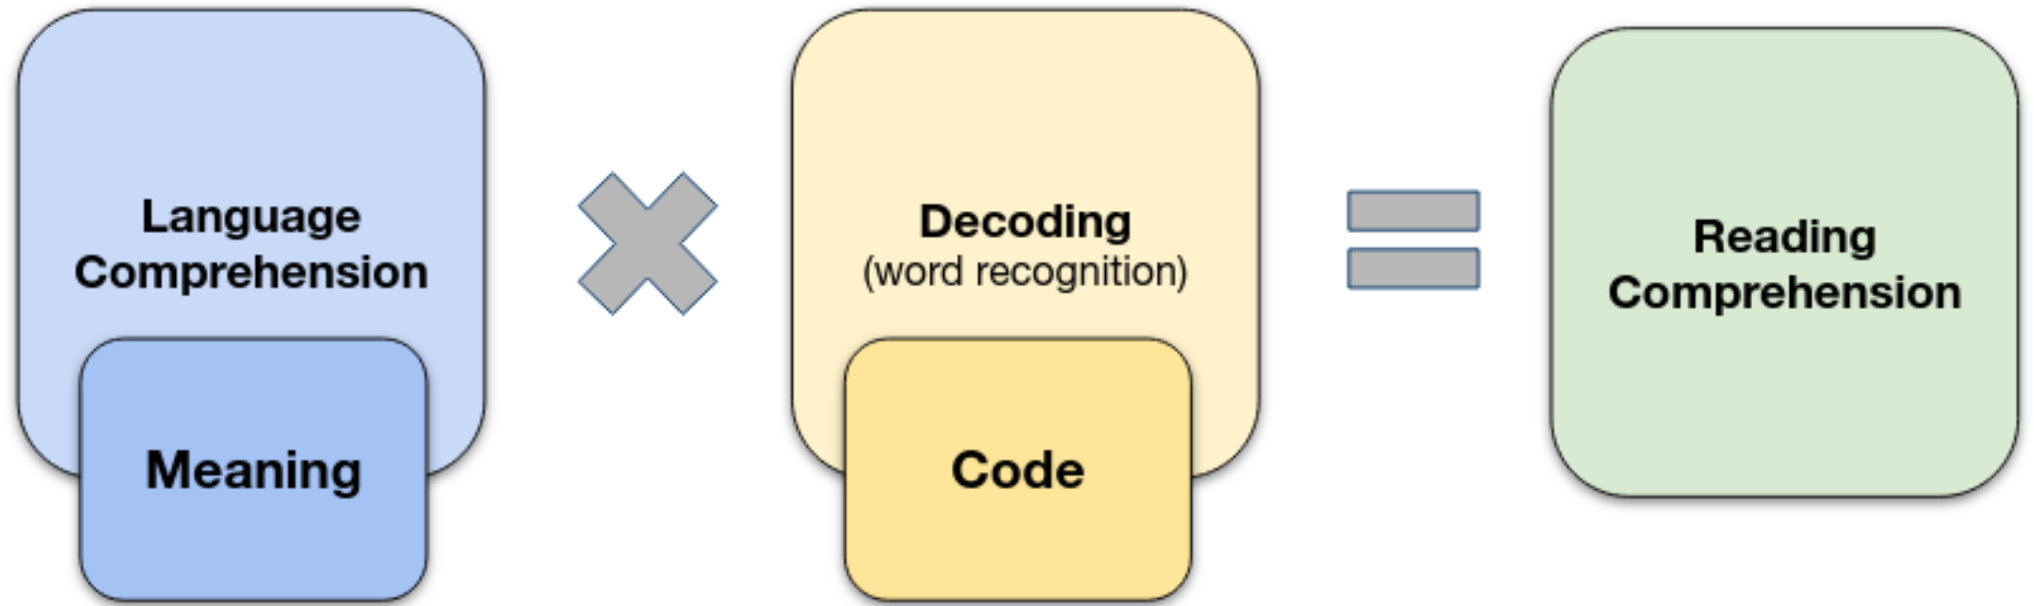 Language
Comprehension
Meaning
Decoding
(word recognition)
Code
Reading
Comprehension